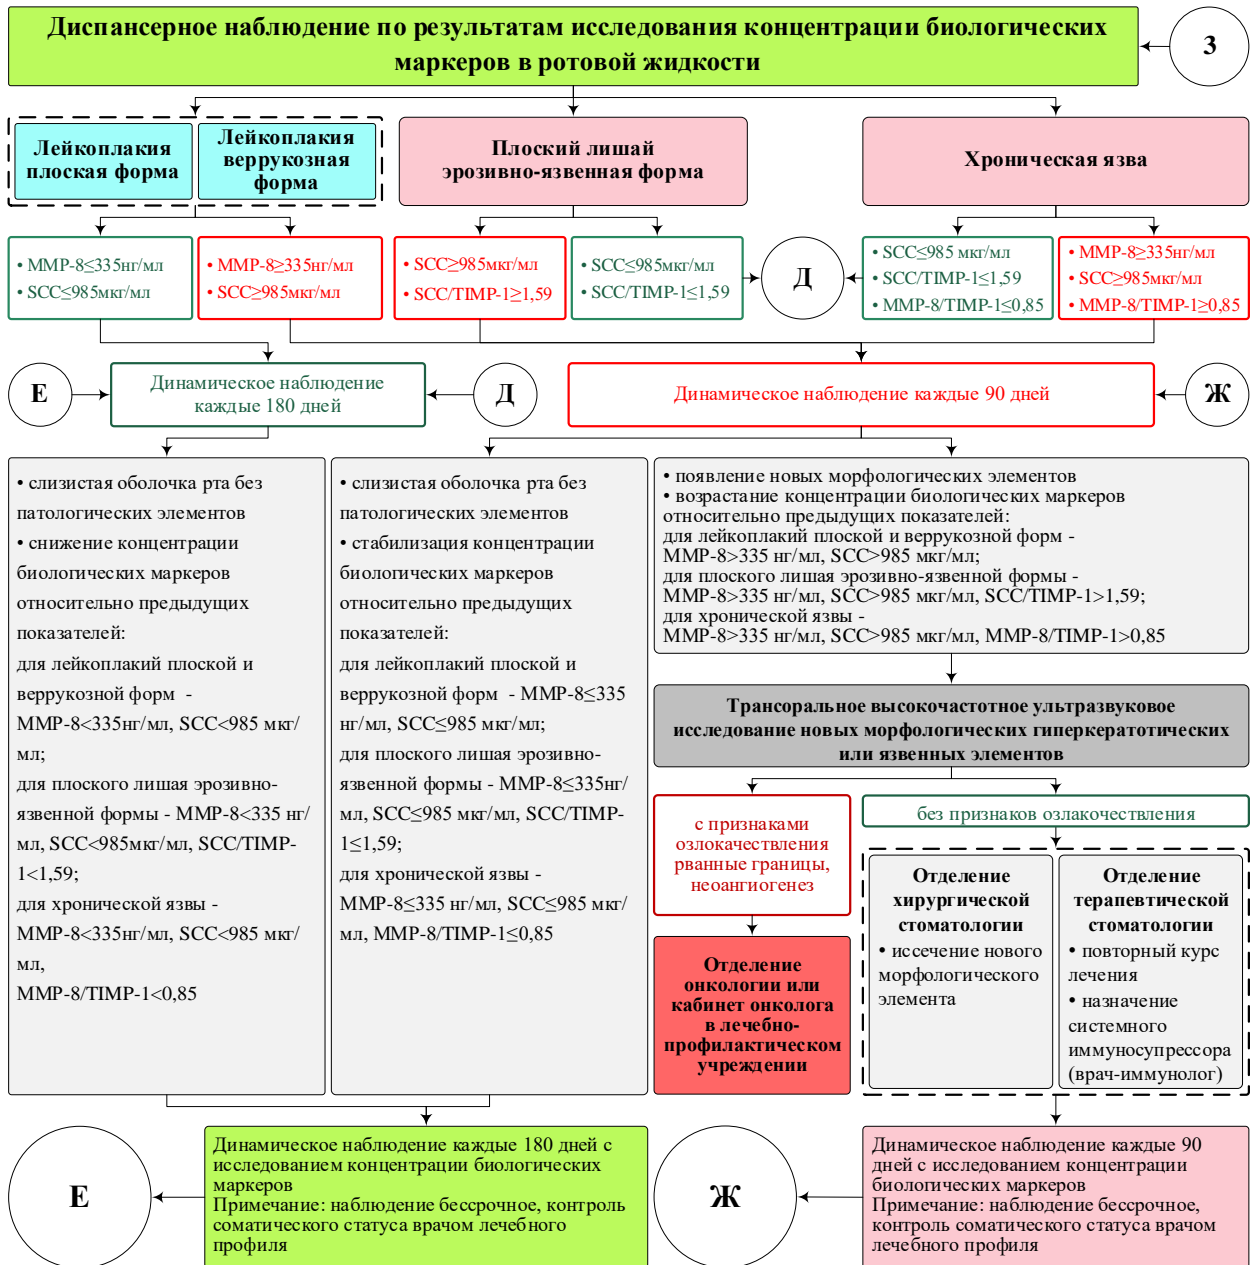 Диспансерное наблюдение по результатам исследования концентрации биологических
маркеров в ротовой жидкости
3
Лейкоплакия
плоская форма
Лейкоплакия
веррукозная
форма
Плоский лишай
эрозивно-язвенная форма
Хроническая язва
• MMP-8≤335нг/мл
• SCC≤985мкг/мл
• MMP-8≥335нг/мл
• SCC≥985мкг/мл
• SCC≥985мкг/мл
• SCC/TIMP-1≥1,59
• SCC≤985мкг/мл
• SCC/TIMP-1≤1,59
Д
• SCC≤985 мкг/мл
• SCC/TIMP-1≤1,59
• MMP-8/TIMP-1≤0,85
• MMP-8≥335нг/мл
• SCC≥985мкг/мл
• MMP-8/TIMP-1≥0,85
Е
Динамическое наблюдение
каждые 180 дней
Д
Динамическое наблюдение каждые 90 дней
Ж
• слизистая оболочка рта без
патологических элементов
• снижение концентрации
биологических маркеров
относительно предыдущих
показателей:
для лейкоплакий плоской и
веррукозной форм -
MMP-8<335нг/мл, SCC<985 мкг/
мл;
для плоского лишая эрозивно-
язвенной формы - MMP-8<335 нг/
мл, SCC<985мкг/мл, SCC/TIMP-
1<1,59;
для хронической язвы -
MMP-8<335нг/мл, SCC<985 мкг/
мл,
MMP-8/TIMP-1<0,85
• слизистая оболочка рта без
патологических элементов
• стабилизация концентрации
биологических маркеров
относительно предыдущих
показателей:
для лейкоплакий плоской и
веррукозной форм - MMP-8≤335
нг/мл, SCC≤985 мкг/мл;
для плоского лишая эрозивно-
язвенной формы - MMP-8≤335нг/
мл, SCC≤985 мкг/мл, SCC/TIMP-
1≤1,59;
для хронической язвы -
MMP-8≤335 нг/мл, SCC≤985 мкг/
мл, MMP-8/TIMP-1≤0,85
• появление новых морфологических элементов
• возрастание концентрации биологических маркеров
относительно предыдущих показателей:
для лейкоплакий плоской и веррукозной форм -
MMP-8>335 нг/мл, SCC>985 мкг/мл;
для плоского лишая эрозивно-язвенной формы -
MMP-8>335 нг/мл, SCC>985 мкг/мл, SCC/TIMP-1>1,59;
для хронической язвы -
MMP-8>335 нг/мл, SCC>985 мкг/мл, MMP-8/TIMP-1>0,85
Трансоральное высокочастотное ультразвуковое
исследование новых морфологических гиперкератотических
или язвенных элементов
с признаками
озлокачествления
рванные границы,
неоангиогенез
без признаков озлакочествления
Отделение
онкологии или
кабинет онколога
в лечебно-
профилактическом
учреждении
Отделение
хирургической
стоматологии
• иссечение нового
морфологического
элемента
Отделение
терапевтической
стоматологии
• повторный курс
лечения
• назначение
системного
иммуносупрессора
(врач-иммунолог)
Е
Динамическое наблюдение каждые 180 дней с
исследованием концентрации биологических
маркеров
Примечание: наблюдение бессрочное, контроль
соматического статуса врачом лечебного
профиля
Ж
Динамическое наблюдение каждые 90
дней с исследованием концентрации
биологических маркеров
Примечание: наблюдение бессрочное,
контроль соматического статуса врачом
лечебного профиля